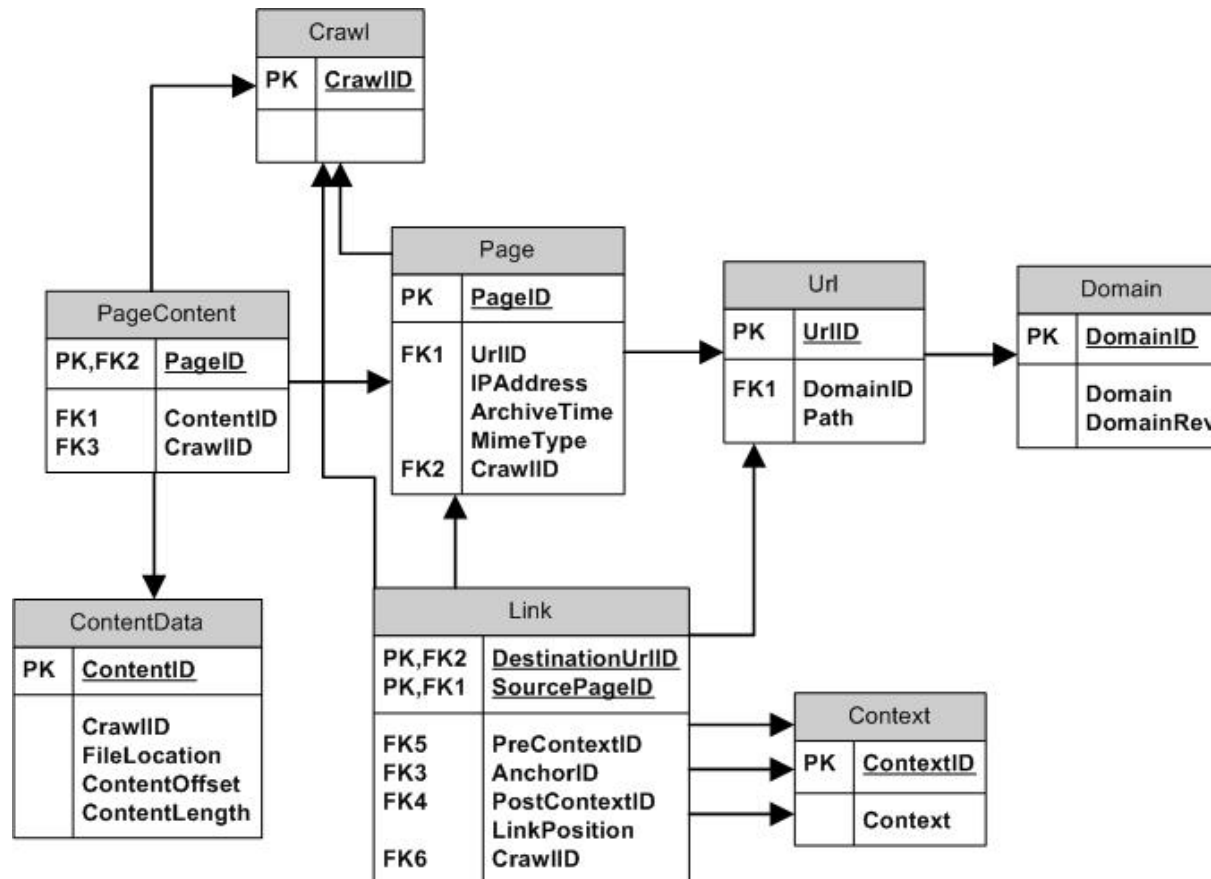 Crawl
PK CrawlID
Page
PK PageID
FK1 UrlID
IPAddress
ArchiveTime
MimeType
FK2 CrawlID
Url
PK UrlID
FK1 DomainID
Path
Domain
PK DomainID
Domain
DomainRev
PageContent
PK,FK2 PageID
FK1 ContentID
FK3 CrawlID
ContentData
PK ContentID
CrawlID
FileLocation
ContentOffset
ContentLength
Link
PK,FK2 DestinationUrlID
PK,FK1 SourcePageID
FK5 PreContextID
FK3 AnchorID
FK4 PostContextID
LinkPosition
FK6 CrawlID
Context
PK ContextID
Context